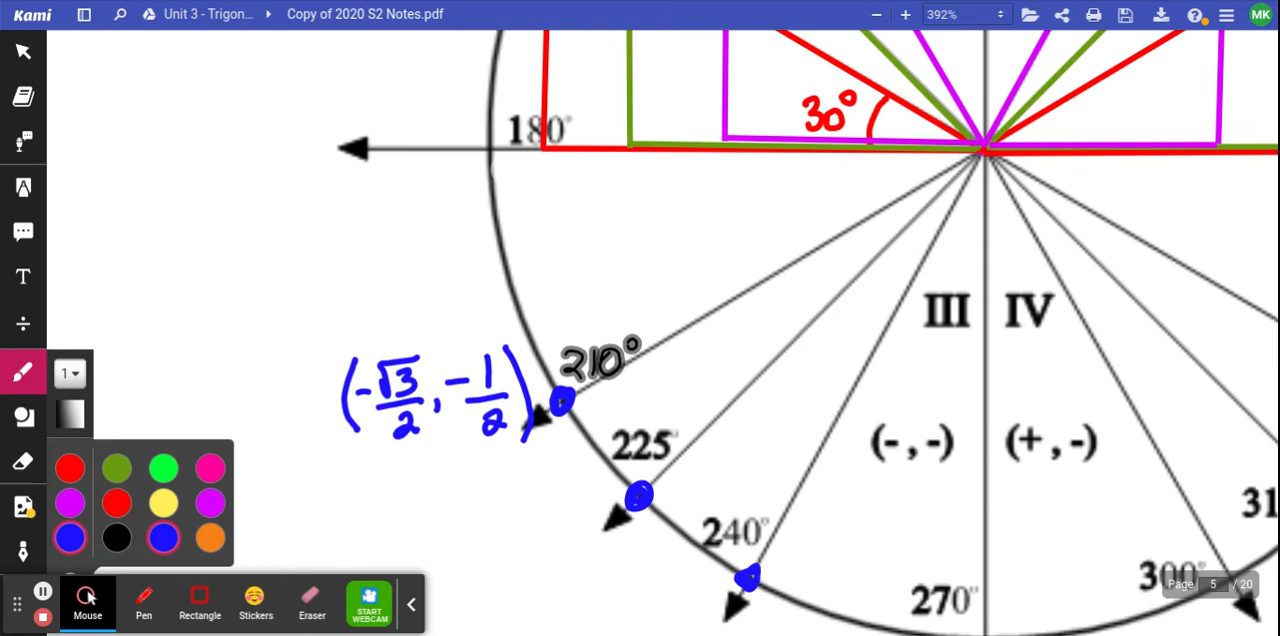 Kami Unit 3 - Trigon... Copy of 2020 S2 Notes.pdf 392% MK
30°
180°
210°
(-√3/2, -1/2)
III IV
225°
(-,-) (+,-)
240°
31
300°
270°
Page 5 / 20
1
Mouse Pen Rectangle Stickers Eraser START WEBCAM